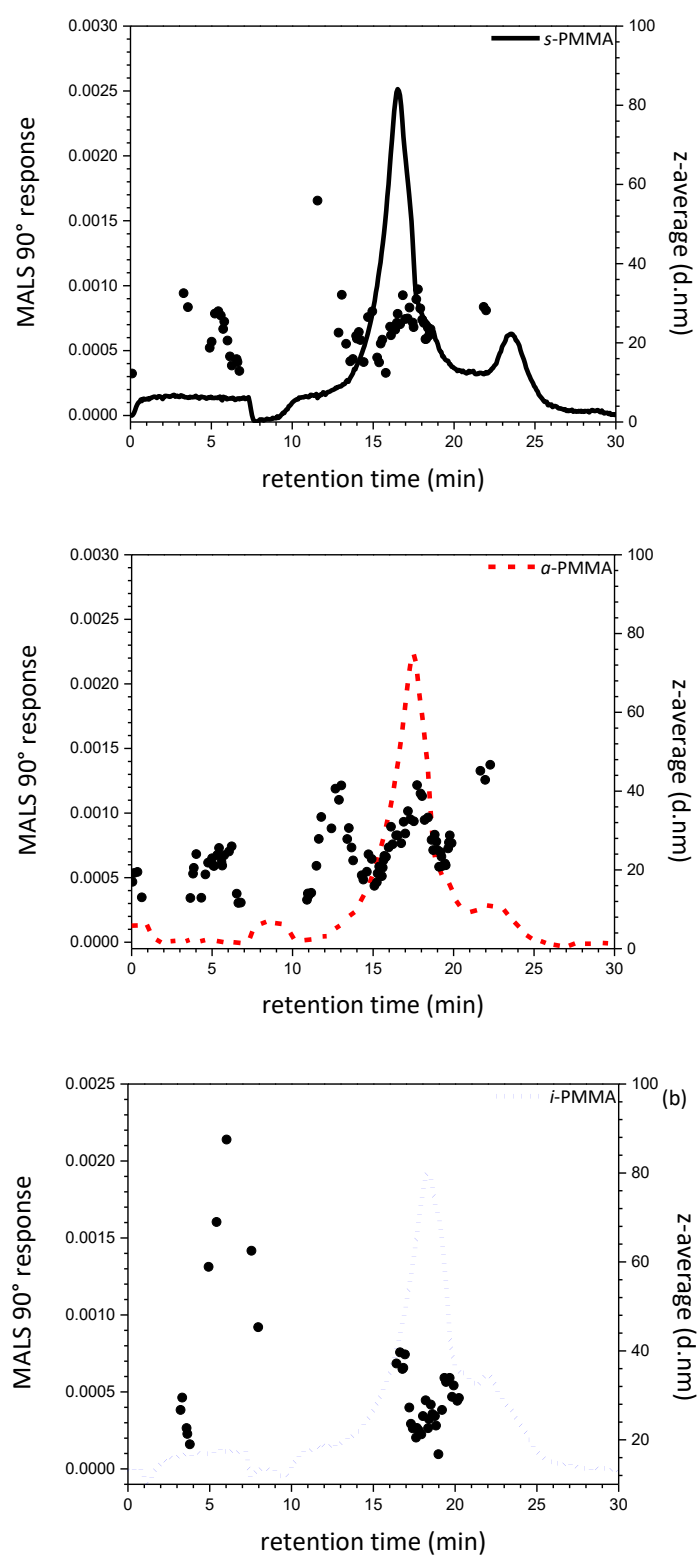 s-PMMA
0.0030
0.0025
0.0020
0.0015
0.0010
0.0005
0.0000
MALS 90° response
100
80
60
40
20
0
z-average (d.nm)
0 5 10 15 20 25 30
retention time (min)
a-PMMA
0.0030
0.0025
0.0020
0.0015
0.0010
0.0005
0.0000
MALS 90° response
100
80
60
40
20
0
z-average (d.nm)
0 5 10 15 20 25 30
retention time (min)
i-PMMA
(b)
0.0025
0.0020
0.0015
0.0010
0.0005
0.0000
MALS 90° response
100
80
60
40
20
z-average (d.nm)
0 5 10 15 20 25 30
retention time (min)